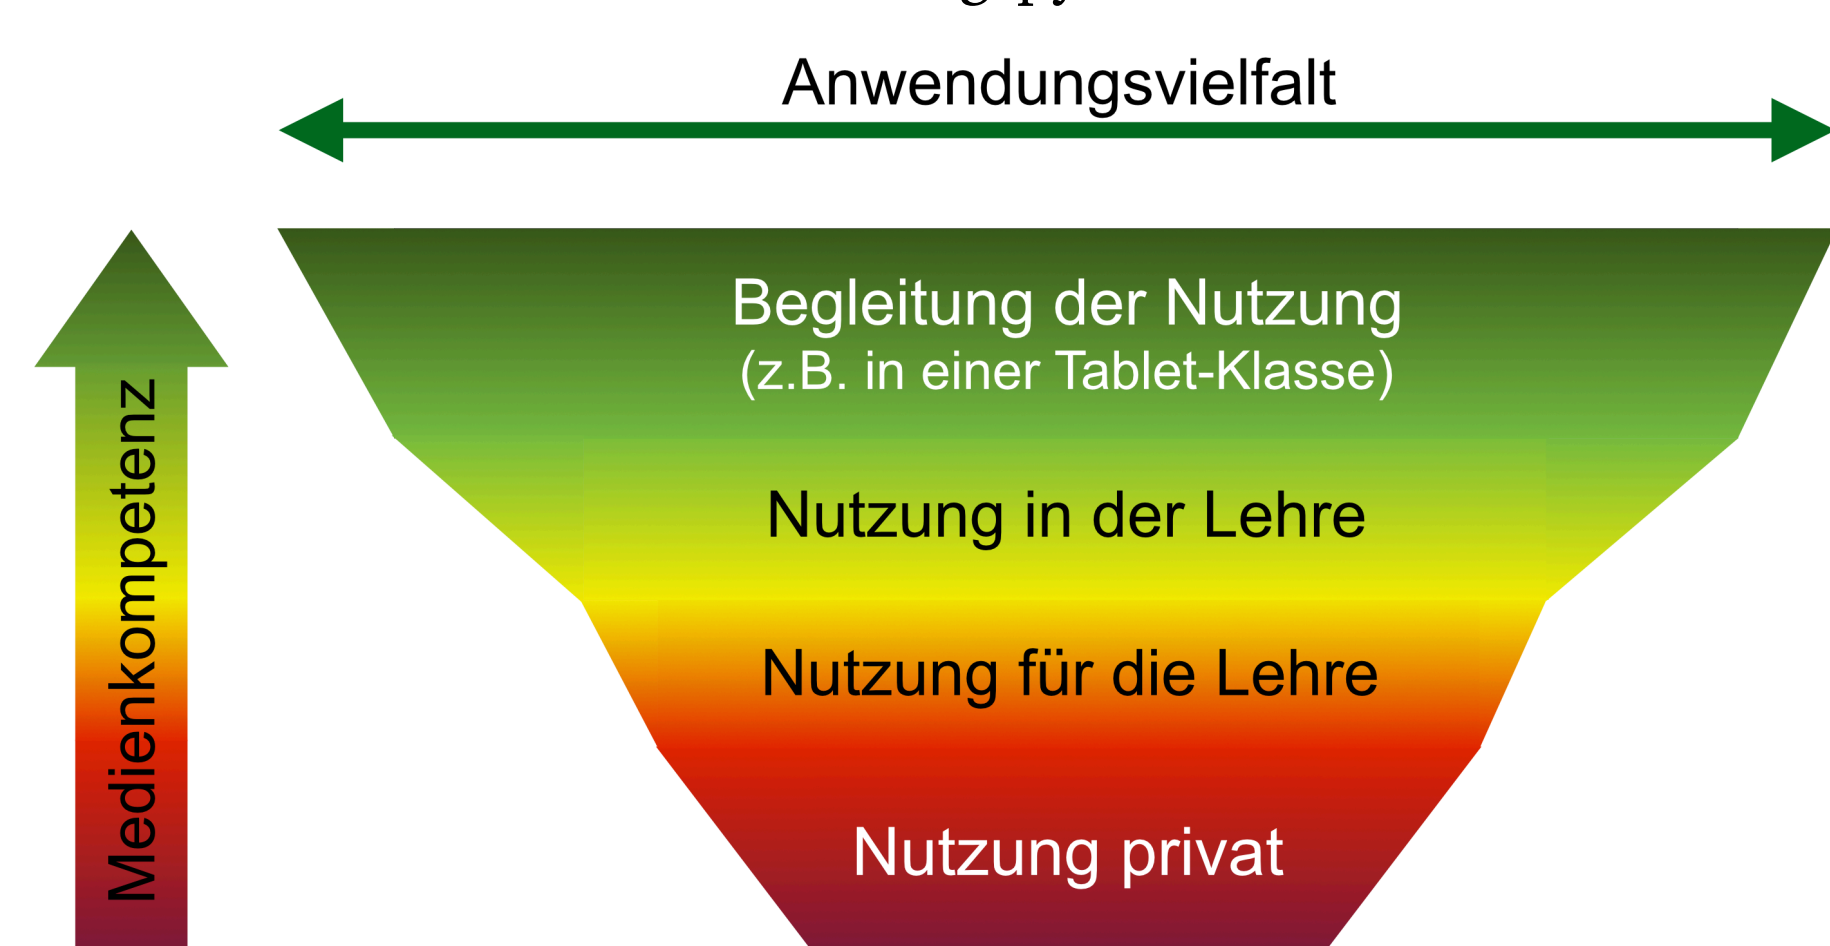 Anwendungsvielfalt
Medienkompetenz
Begleitung der Nutzung
(z.B. in einer Tablet-Klasse)
Nutzung in der Lehre
Nutzung für die Lehre
Nutzung privat